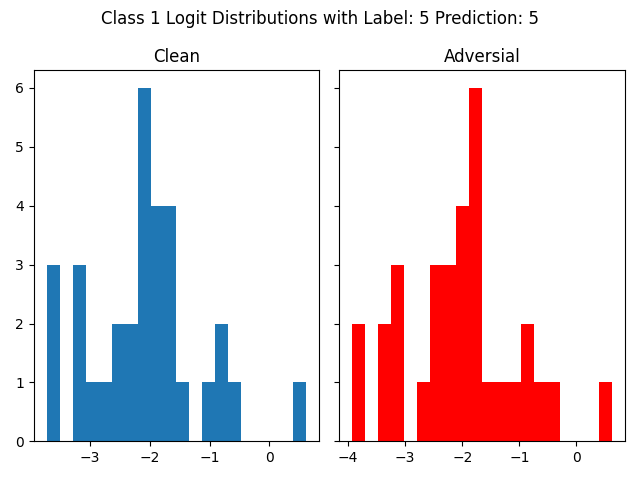 Class 1 Logit Distributions with Label: 5 Prediction: 5
Clean
Adversial
6
5
4
3
2
1
0
−3 −2 −1 0
−4 −3 −2 −1 0